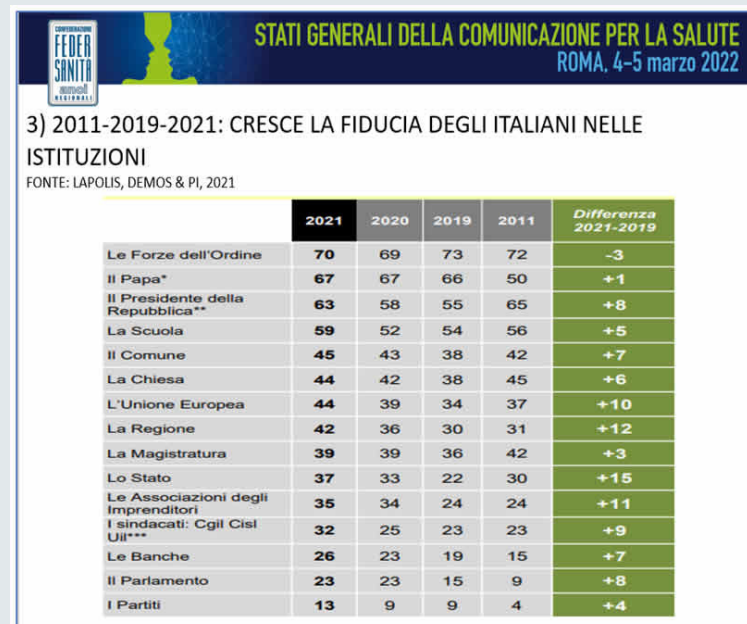 CONFEDERAZIONE
FEDER
SANITÀ
anci
REGIONALI
STATI GENERALI DELLA COMUNICAZIONE PER LA SALUTE
ROMA, 4-5 marzo 2022
3) 2011-2019-2021: CRESCE LA FIDUCIA DEGLI ITALIANI NELLE
ISTITUZIONI
FONTE: LAPOLIS, DEMOS & PI, 2021
2021 2020 2019 2011 Differenza
2021-2019
Le Forze dell'Ordine 70 69 73 72 -3
Il Papa* 67 67 66 50 +1
Il Presidente della
Repubblica** 63 58 55 65 +8
La Scuola 59 52 54 56 +5
Il Comune 45 43 38 42 +7
La Chiesa 44 42 38 45 +6
L'Unione Europea 44 39 34 37 +10
La Regione 42 36 30 31 +12
La Magistratura 39 39 36 42 +3
Lo Stato 37 33 22 30 +15
Le Associazioni degli
Imprenditori 35 34 24 24 +11
I sindacati: Cgil Cisl
Uil*** 32 25 23 23 +9
Le Banche 26 23 19 15 +7
Il Parlamento 23 23 15 9 +8
I Partiti 13 9 9 4 +4